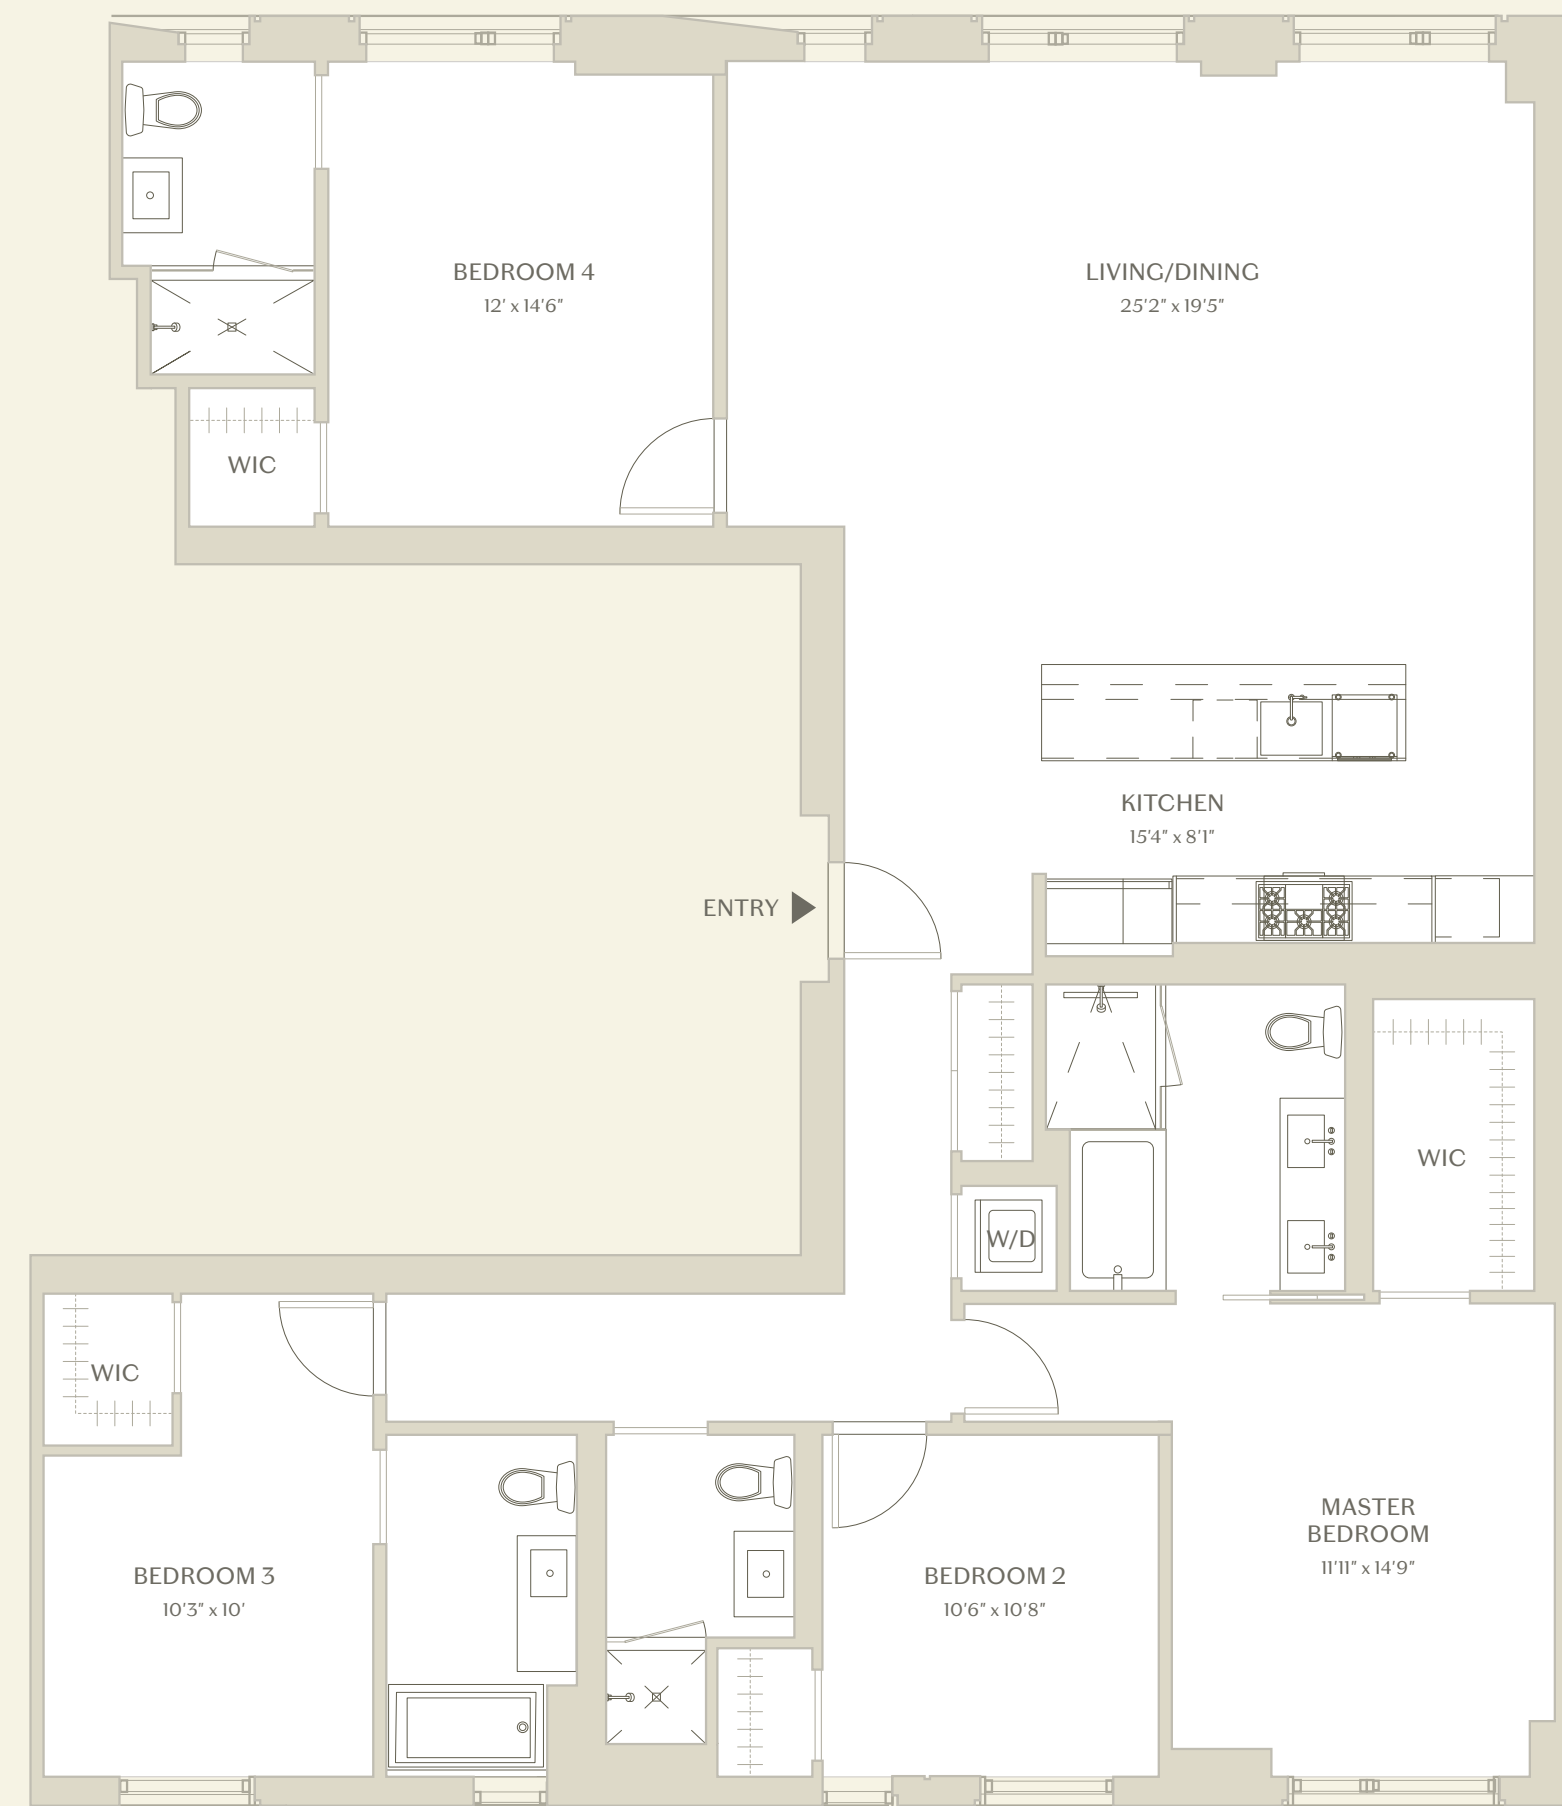 BEDROOM 4
12' x 14'6"
LIVING/DINING
25'2" x 19'5"
WIC
KITCHEN
15'4" x 8'1"
ENTRY
WIC
W/D
WIC
MASTER
BEDROOM
11'11" x 14'9"
BEDROOM 3
10'3" x 10'
BEDROOM 2
10'6" x 10'8"